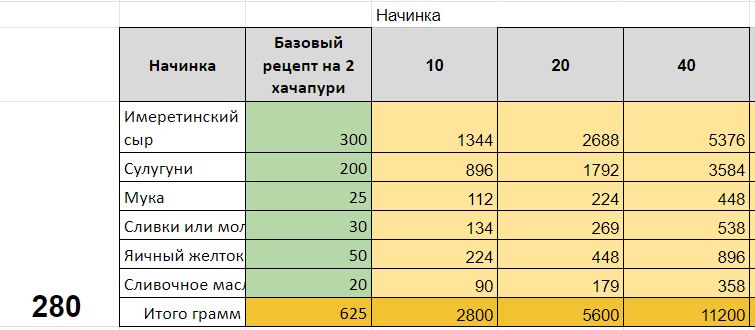 Начинка
Начинка Базовый рецепт на 2 хачапури 10 20 40
Имеретинский сыр 300 1344 2688 5376
Сулугуни 200 896 1792 3584
Мука 25 112 224 448
Сливки или мол 30 134 269 538
Яичный желток 50 224 448 896
Сливочное мас 20 90 179 358
280 Итого грамм 625 2800 5600 11200